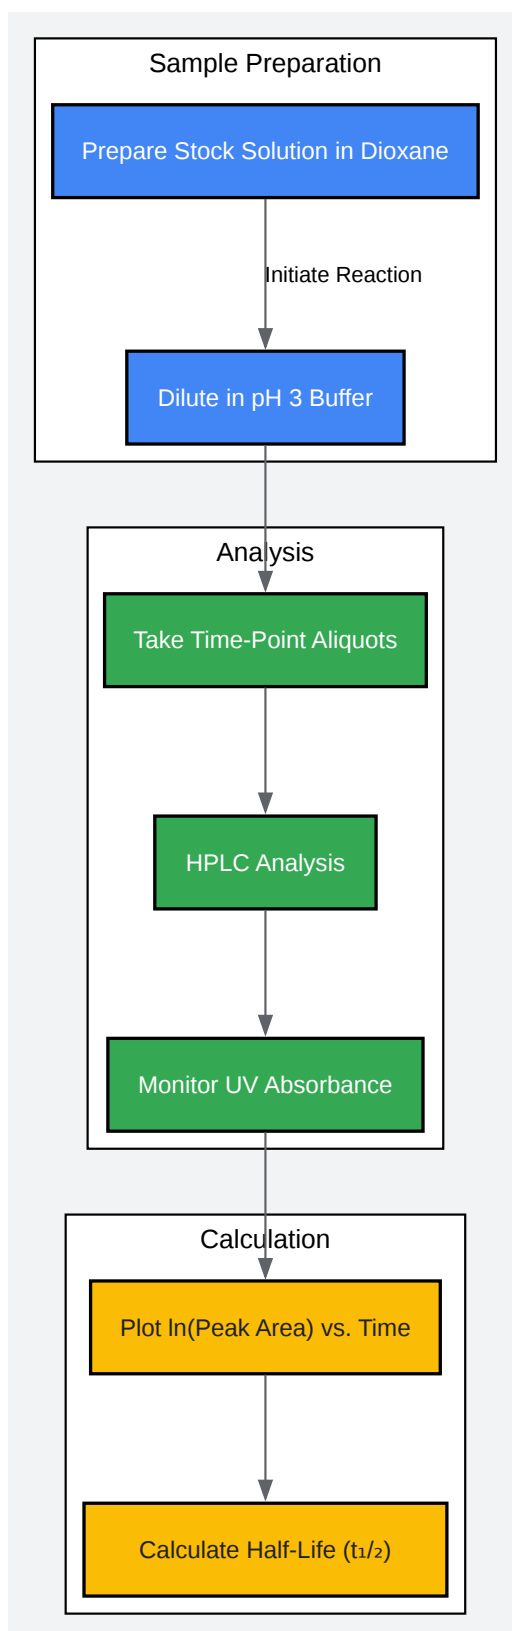 Sample Preparation
Prepare Stock Solution in Dioxane
Initiate Reaction
Dilute in pH 3 Buffer
Analysis
Take Time-Point Aliquots
HPLC Analysis
Monitor UV Absorbance
Calculation
Plot ln(Peak Area) vs. Time
Calculate Half-Life (t₁/₂)